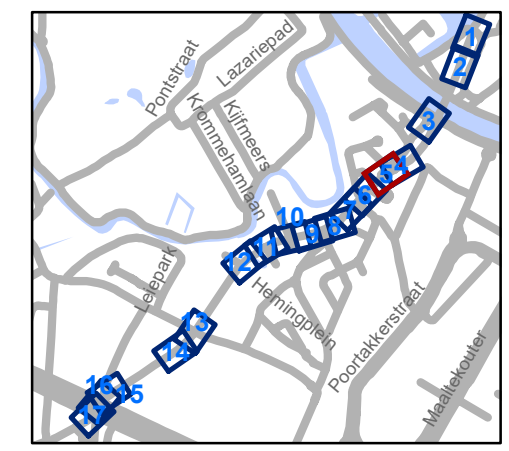 1
2
3
4
5
6
7
8
9
10
11
12
13
14
15
16
17
Pontstraat
Lazariepad
Kijfmeers
Krommehamlaan
Leiepark
Hemingplein
Poortakkerstraat
Maaltekouter